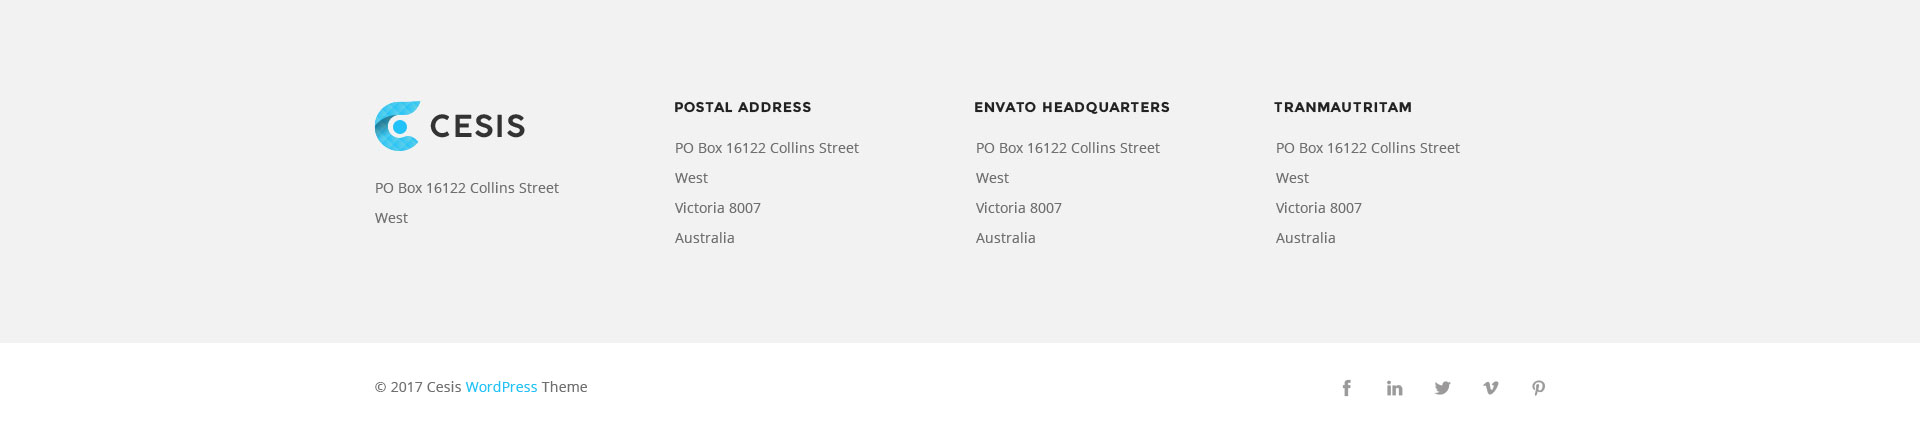 CESIS
PO Box 16122 Collins Street
West
POSTAL ADDRESS
PO Box 16122 Collins Street
West
Victoria 8007
Australia
ENVATO HEADQUARTERS
PO Box 16122 Collins Street
West
Victoria 8007
Australia
TRANMAUTRITAM
PO Box 16122 Collins Street
West
Victoria 8007
Australia
© 2017 Cesis WordPress Theme